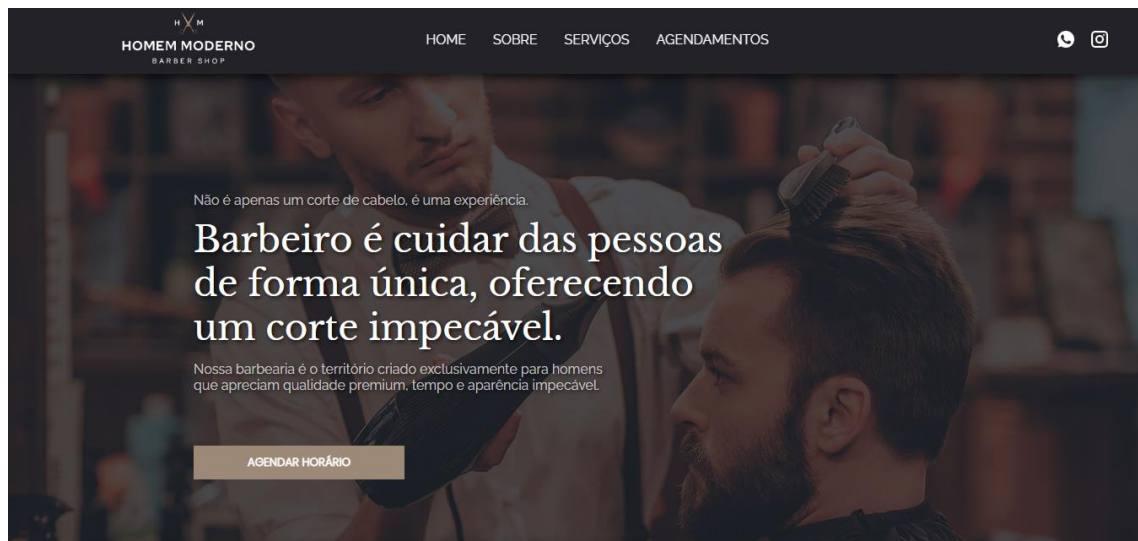 H M
HOMEM MODERNO
BARBER SHOP
HOME SOBRE SERVIÇOS AGENDAMENTOS
Não é apenas um corte de cabelo, é uma experiência.
Barbeiro é cuidar das pessoas
de forma única, oferecendo
um corte impecável.
Nossa barbearia é o território criado exclusivamente para homens
que apreciam qualidade premium, tempo e aparência impecável.
AGENDAR HORÁRIO